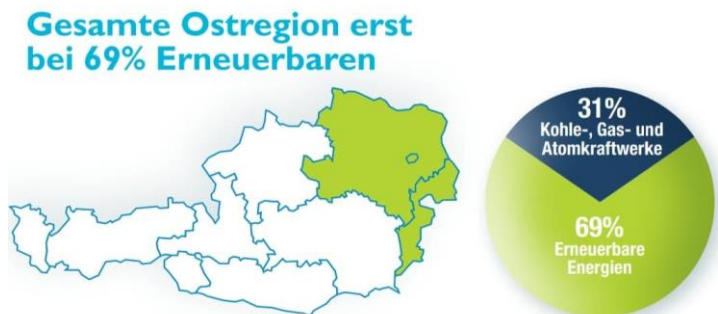 Gesamte Ostregion erst
bei 69% Erneuerbaren
31%
Kohle-, Gas- und
Atomkraftwerke
69%
Erneuerbare
Energien